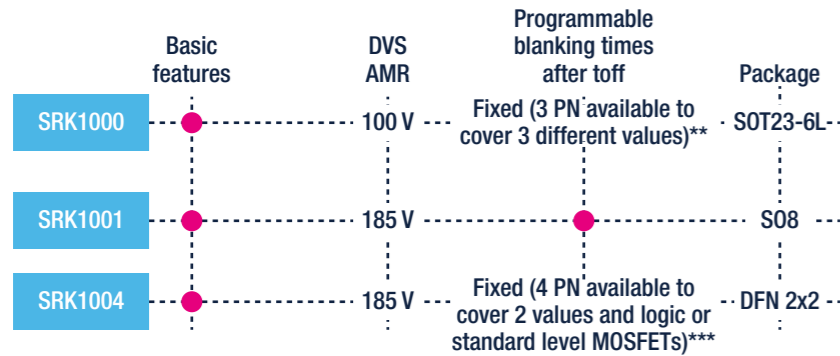 Basic
features
DVS
AMR
Programmable
blanking times
after toff
Package
SRK1000
100 V
Fixed (3 PN available to
cover 3 different values)**
SOT23-6L
SRK1001
185 V
SO8
SRK1004
185 V
Fixed (4 PN available to
cover 2 values and logic or
standard level MOSFETs)***
DFN 2x2